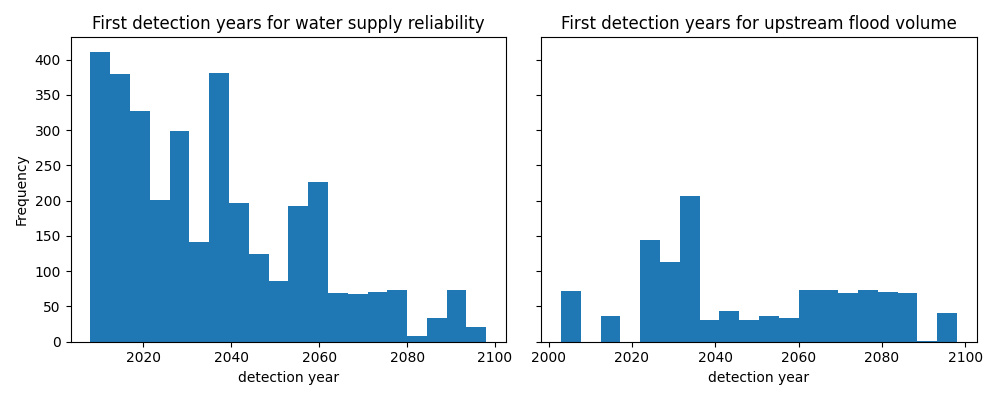 First detection years for water supply reliability
First detection years for upstream flood volume
Frequency
400
350
300
250
200
150
100
50
0
2020 2040 2060 2080 2100
2000 2020 2040 2060 2080 2100
detection year
detection year